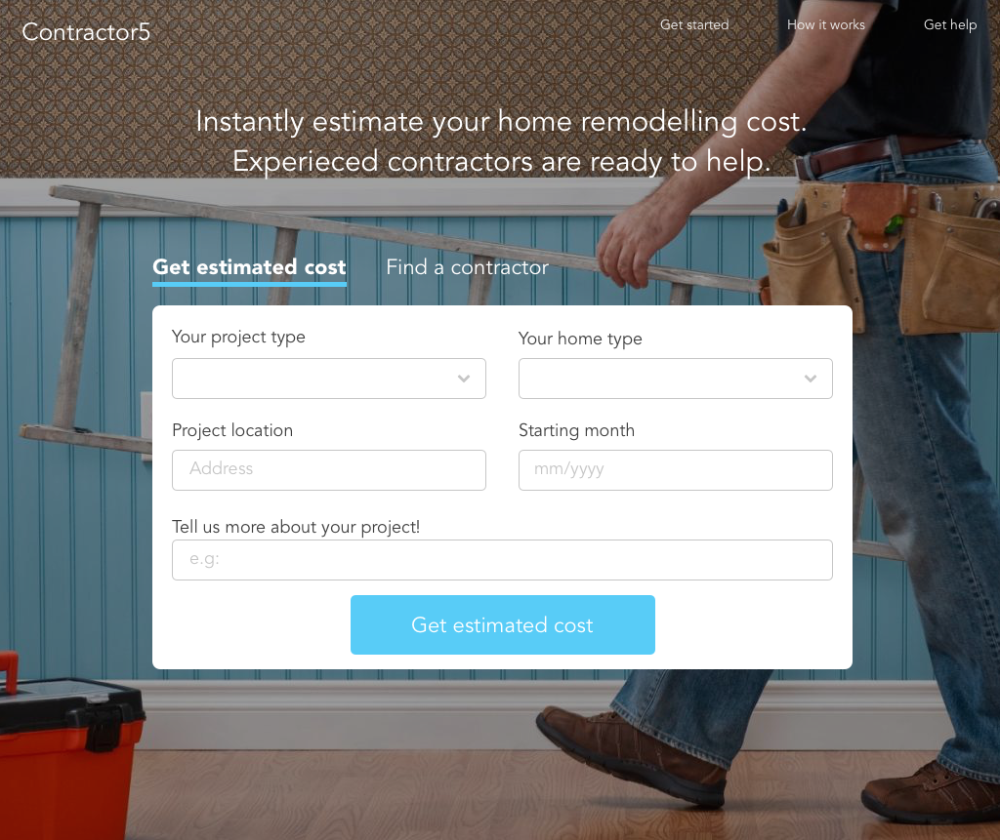 Contractor5
Get started
How it works
Get help
Instantly estimate your home remodelling cost.
Experieced contractors are ready to help.
Get estimated cost
Find a contractor
Your project type
Your home type
Project location
Starting month
Address
mm/yyyy
Tell us more about your project!
e.g:
Get estimated cost